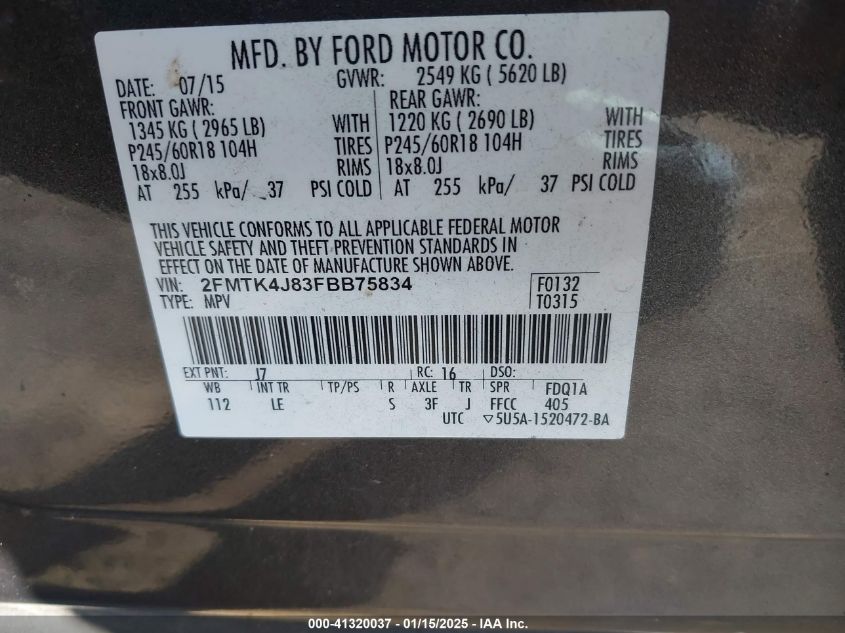 MFD. BY FORD MOTOR CO.
DATE: 07/15 GVWR: 2549 KG ( 5620 LB)
FRONT GAWR: REAR GAWR:
1345 KG ( 2965 LB) WITH 1220 KG ( 2690 LB) WITH
P245/60R18 104H TIRES P245/60R18 104H TIRES
18x8.0J RIMS 18x8.0J RIMS
AT 255 kPa/ 37 PSI COLD AT 255 kPa/ 37 PSI COLD
THIS VEHICLE CONFORMS TO ALL APPLICABLE FEDERAL MOTOR
VEHICLE SAFETY AND THEFT PREVENTION STANDARDS IN
EFFECT ON THE DATE OF MANUFACTURE SHOWN ABOVE.
VIN: 2FMTK4J83FBB75834 F0132
TYPE: MPV T0315
EXT PNT: J7 RC: 16 DSO:
WB INT TR TP/PS R AXLE TR SPR FDQ1A
112 LE S 3F J FFCC 405
UTC ▽5U5A-1520472-BA
000-41320037 - 01/15/2025 - IAA Inc.